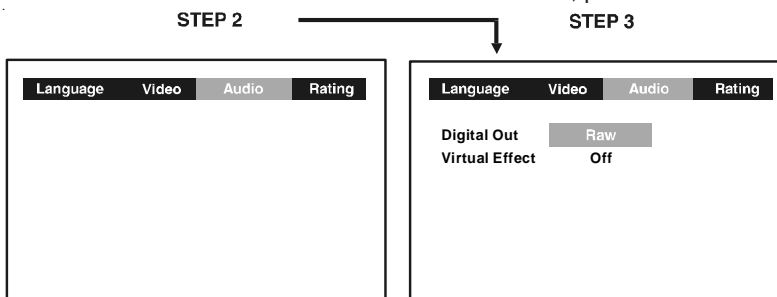 STEP 2
STEP 3
Language Video Audio Rating
Language Video Audio Rating
Digital Out Raw
Virtual Effect Off